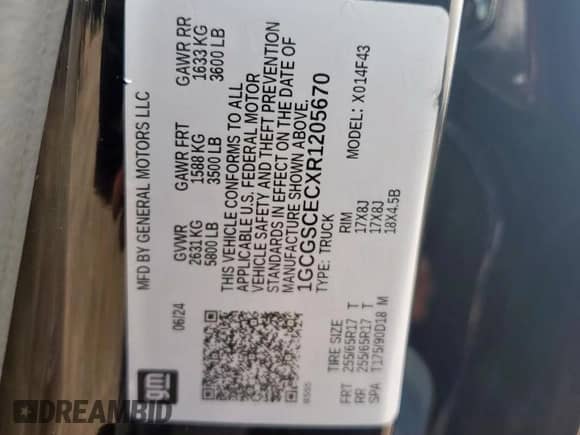 MFD BY GENERAL MOTORS LLC
06/24
GVWR GAWR FRT GAWR RR
2631 KG 1588 KG 1633 KG
5800 LB 3500 LB 3600 LB
THIS VEHICLE CONFORMS TO ALL
APPLICABLE U.S. FEDERAL MOTOR
VEHICLE SAFETY AND THEFT PREVENTION
STANDARDS IN EFFECT ON THE DATE OF
MANUFACTURE SHOWN ABOVE.
1GCGSCECXR1205670
TYPE: TRUCK
MODEL: X014F43
TIRE SIZE RIM
FRT 255/65R17 T 17X8J
RR 255/65R17 T 17X8J
SPA T175/90D18 M 18X4.5B
gm
DREAMBID